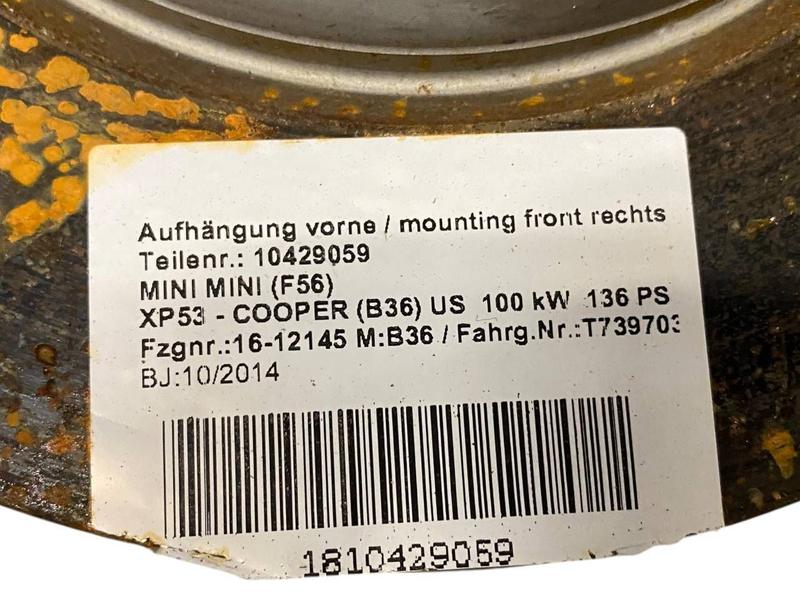 Aufhängung vorne / mounting front rechts
Teilenr.: 10429059
MINI MINI (F56)
XP53 - COOPER (B36) US 100 kW 136 PS
Fzgnr.:16-12145 M:B36 / Fahrg.Nr.:T739703
BJ:10/2014
1810429059